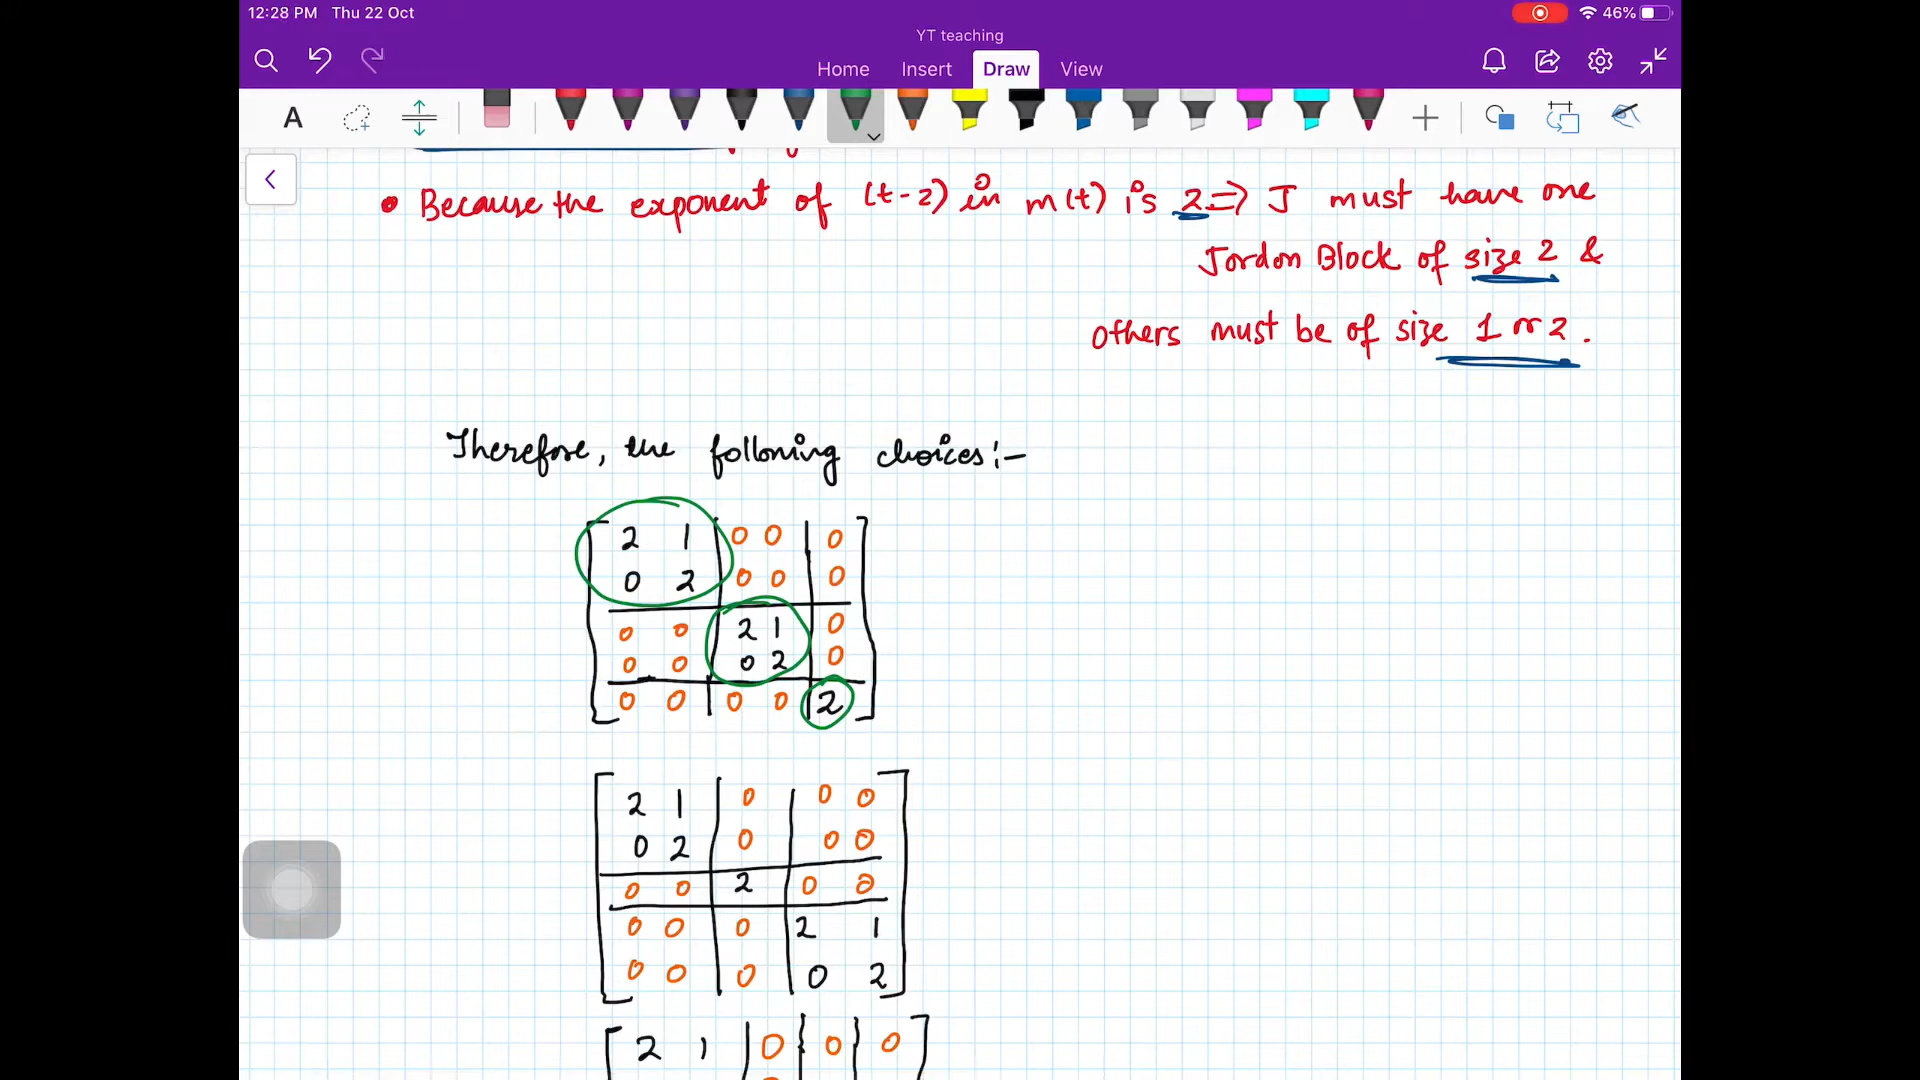 12:28 PM Thu 22 Oct
46%
YT teaching
Home Insert Draw View
A
• Because the exponent of (t-2) in m(t) is 2 => J must have one
Jordon Block of size 2 &
others must be of size 1 or 2.
Therefore, the following choices:-
2 1 0 0 0
0 2 0 0 0
0 0 2 1 0
0 0 0 2 0
0 0 0 0 2
2 1 0 0 0
0 2 0 0 0
0 0 2 0 0
0 0 0 2 1
0 0 0 0 2
2 1 0 0 0